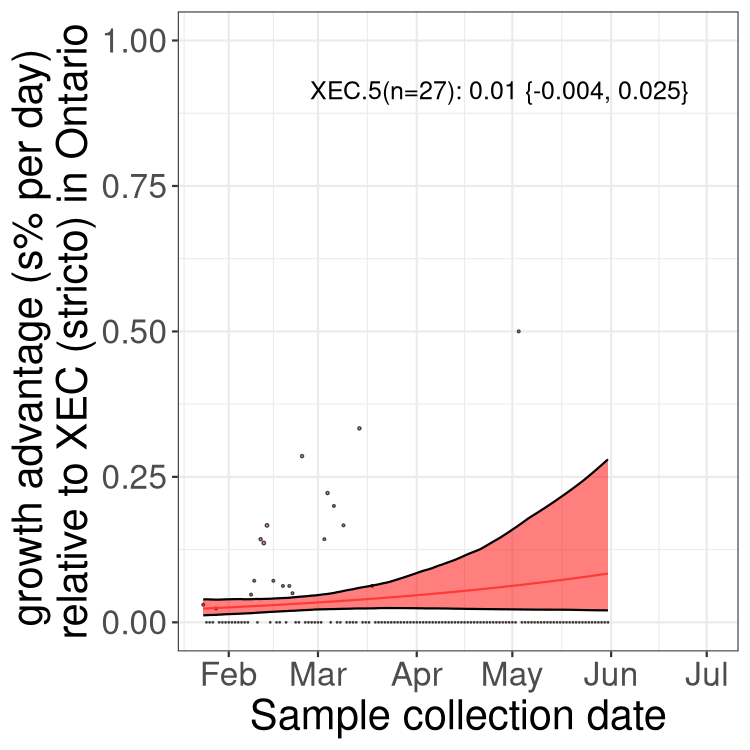 growth advantage (s% per day)
relative to XEC (stricto) in Ontario
1.00
0.75
0.50
0.25
0.00
XEC.5(n=27): 0.01 {-0.004, 0.025}
Feb Mar Apr May Jun Jul
Sample collection date